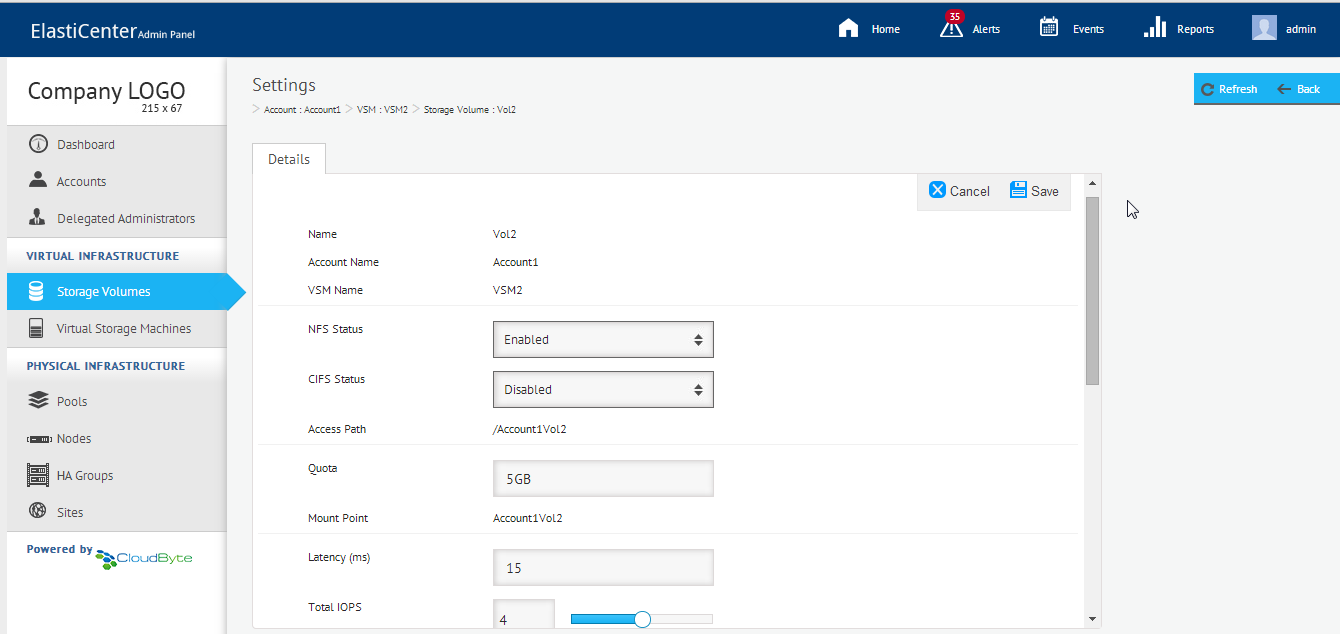 ElastiCenter Admin Panel
Home
35
Alerts
Events
Reports
admin
Company LOGO
215 x 67
Dashboard
Accounts
Delegated Administrators
VIRTUAL INFRASTRUCTURE
Storage Volumes
Virtual Storage Machines
PHYSICAL INFRASTRUCTURE
Pools
Nodes
HA Groups
Sites
Powered by CloudByte
Settings
> Account : Account1 > VSM : VSM2 > Storage Volume : Vol2
Refresh
Back
Details
Cancel
Save
Name Vol2
Account Name Account1
VSM Name VSM2
NFS Status Enabled
CIFS Status Disabled
Access Path /Account1Vol2
Quota 5GB
Mount Point Account1Vol2
Latency (ms) 15
Total IOPS 4